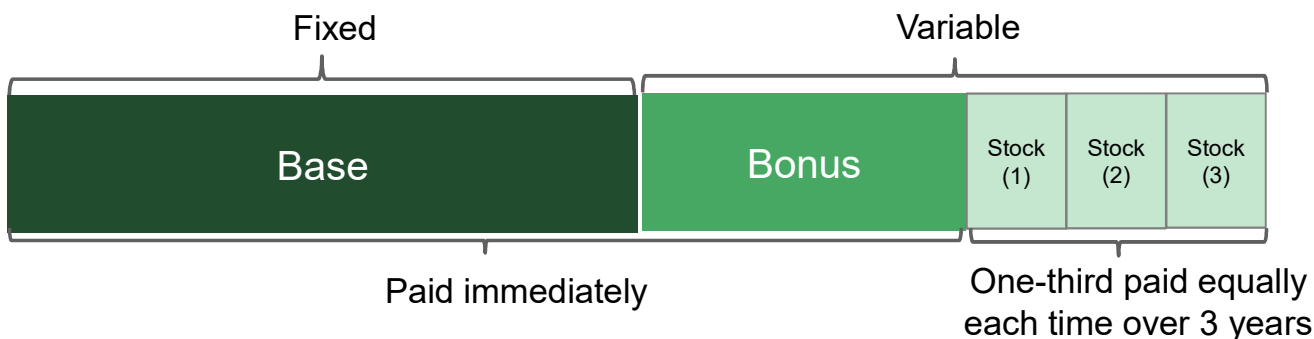 Fixed
Variable
Base
Bonus
Stock
(1)
Stock
(2)
Stock
(3)
Paid immediately
One-third paid equally
each time over 3 years